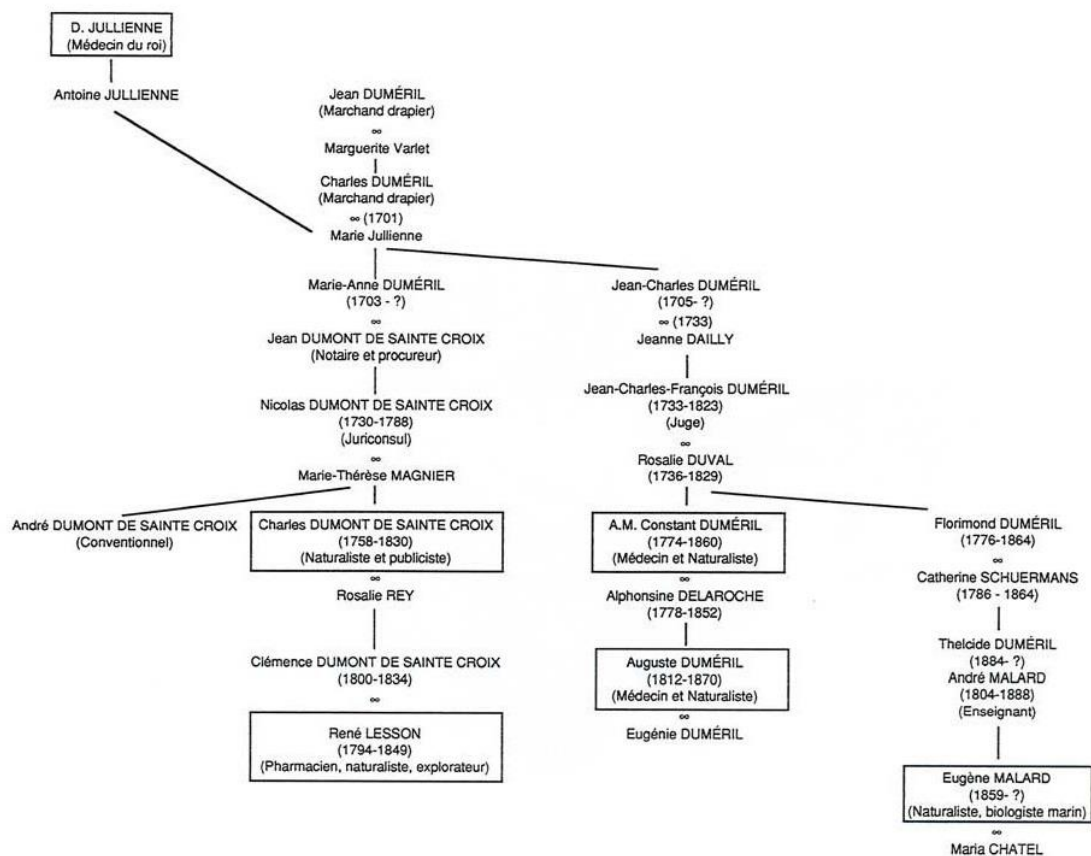 D. JULLIENNE
(Médecin du roi)
Antoine JULLIENNE
Jean DUMÉRIL
(Marchand drapier)
∞
Marguerite Varlet
Charles DUMÉRIL
(Marchand drapier)
∞ (1701)
Marie Jullienne
Marie-Anne DUMÉRIL
(1703 - ?)
∞
Jean DUMONT DE SAINTE CROIX
(Notaire et procureur)
Nicolas DUMONT DE SAINTE CROIX
(1730-1788)
(Juriconsul)
∞
Marie-Thérèse MAGNIER
André DUMONT DE SAINTE CROIX
(Conventionnel)
Charles DUMONT DE SAINTE CROIX
(1758-1830)
(Naturaliste et publiciste)
∞
Rosalie REY
Clémence DUMONT DE SAINTE CROIX
(1800-1834)
∞
René LESSON
(1794-1849)
(Pharmacien, naturaliste, explorateur)
Jean-Charles DUMÉRIL
(1705- ?)
∞ (1733)
Jeanne DAILLY
Jean-Charles-François DUMÉRIL
(1733-1823)
(Juge)
∞
Rosalie DUVAL
(1736-1829)
A.M. Constant DUMÉRIL
(1774-1860)
(Médecin et Naturaliste)
∞
Alphonsine DELAROCHE
(1778-1852)
Auguste DUMÉRIL
(1812-1870)
(Médecin et Naturaliste)
∞
Eugénie DUMÉRIL
Florimond DUMÉRIL
(1776-1864)
∞
Catherine SCHUERMANS
(1786 - 1864)
Thelcide DUMÉRIL
(1884- ?)
André MALARD
(1804-1888)
(Enseignant)
Eugène MALARD
(1859- ?)
(Naturaliste, biologiste marin)
∞
Maria CHATEL